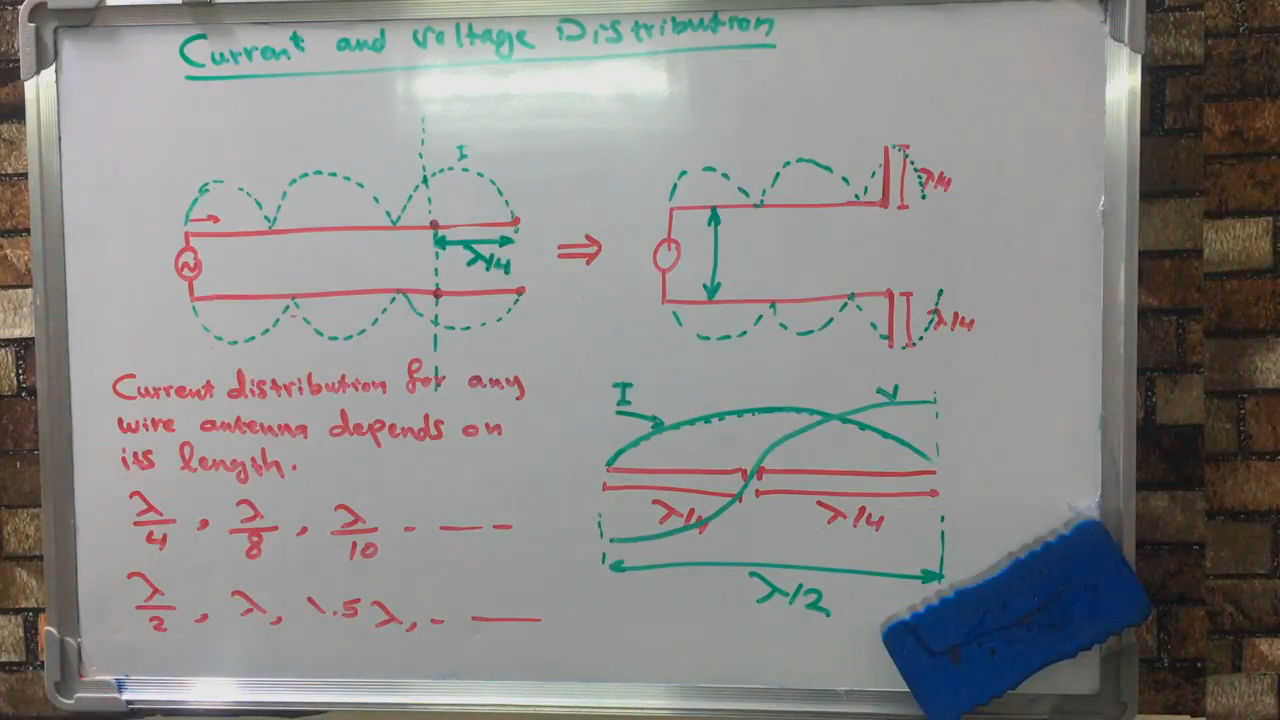 Current and Voltage Distribution
I
λ/4
⇒
λ/4
λ/4
Current distribution for any
wire antenna depends on
its length.
λ/4, λ/8, λ/10 - — —
λ/2, λ, 1.5λ, - —
I
V
λ/4
λ/4
λ/2